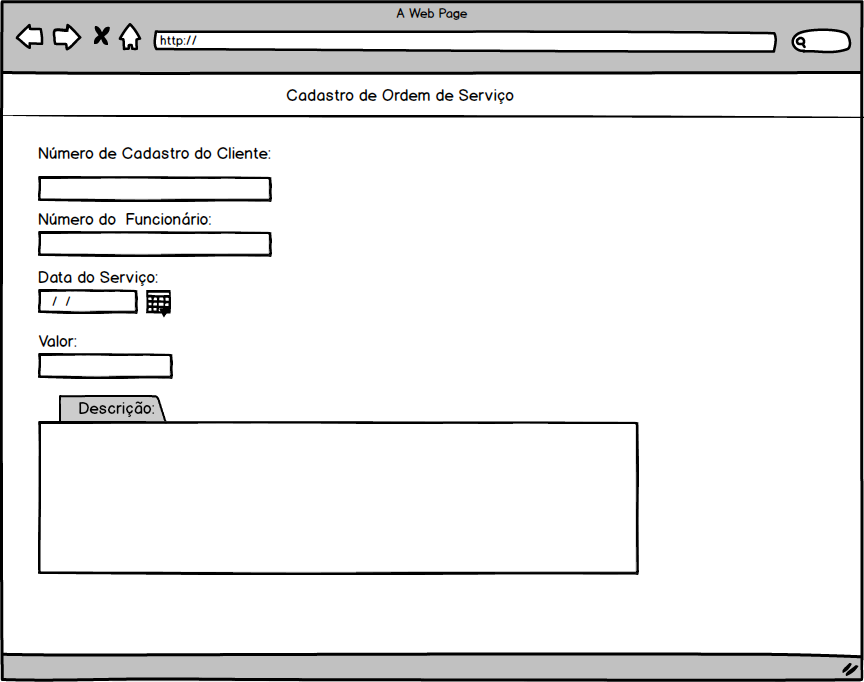 A Web Page
http://
Cadastro de Ordem de Serviço
Número de Cadastro do Cliente:
Número do  Funcionário:
Data do Serviço:
/ /
Valor:
Descrição: